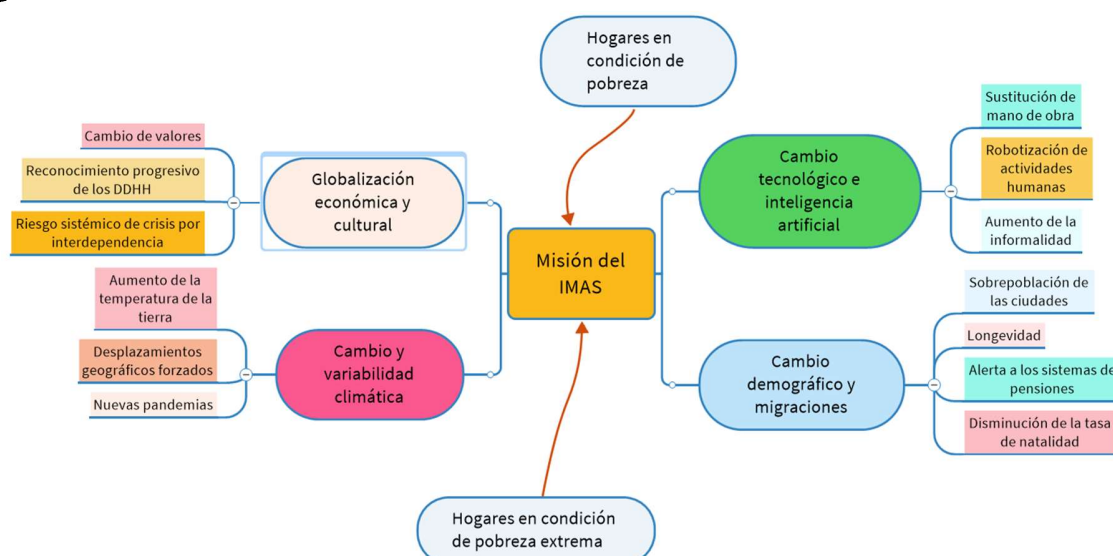 Hogares en
condición de
pobreza
Cambio de valores
Reconocimiento progresivo
de los DDHH
Riesgo sistémico de crisis por
interdependencia
Globalización
económica y
cultural
Aumento de la
temperatura de la
tierra
Desplazamientos
geográficos forzados
Nuevas pandemias
Cambio y
variabilidad
climática
Misión del
IMAS
Cambio
tecnológico e
inteligencia
artificial
Sustitución de
mano de obra
Robotización de
actividades
humanas
Aumento de la
informalidad
Cambio
demográfico y
migraciones
Sobrepoblación de
las ciudades
Longevidad
Alerta a los sistemas de
pensiones
Disminución de la tasa
de natalidad
Hogares en condición
de pobreza extrema